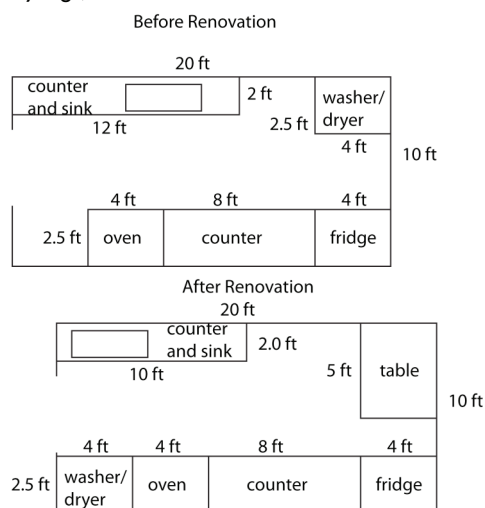 Before Renovation
20 ft
counter
and sink
2 ft
washer/
dryer
12 ft
2.5 ft
4 ft
10 ft
4 ft
8 ft
4 ft
2.5 ft
oven
counter
fridge
After Renovation
20 ft
counter
and sink
2.0 ft
10 ft
5 ft
table
10 ft
4 ft
4 ft
8 ft
4 ft
2.5 ft
washer/
dryer
oven
counter
fridge